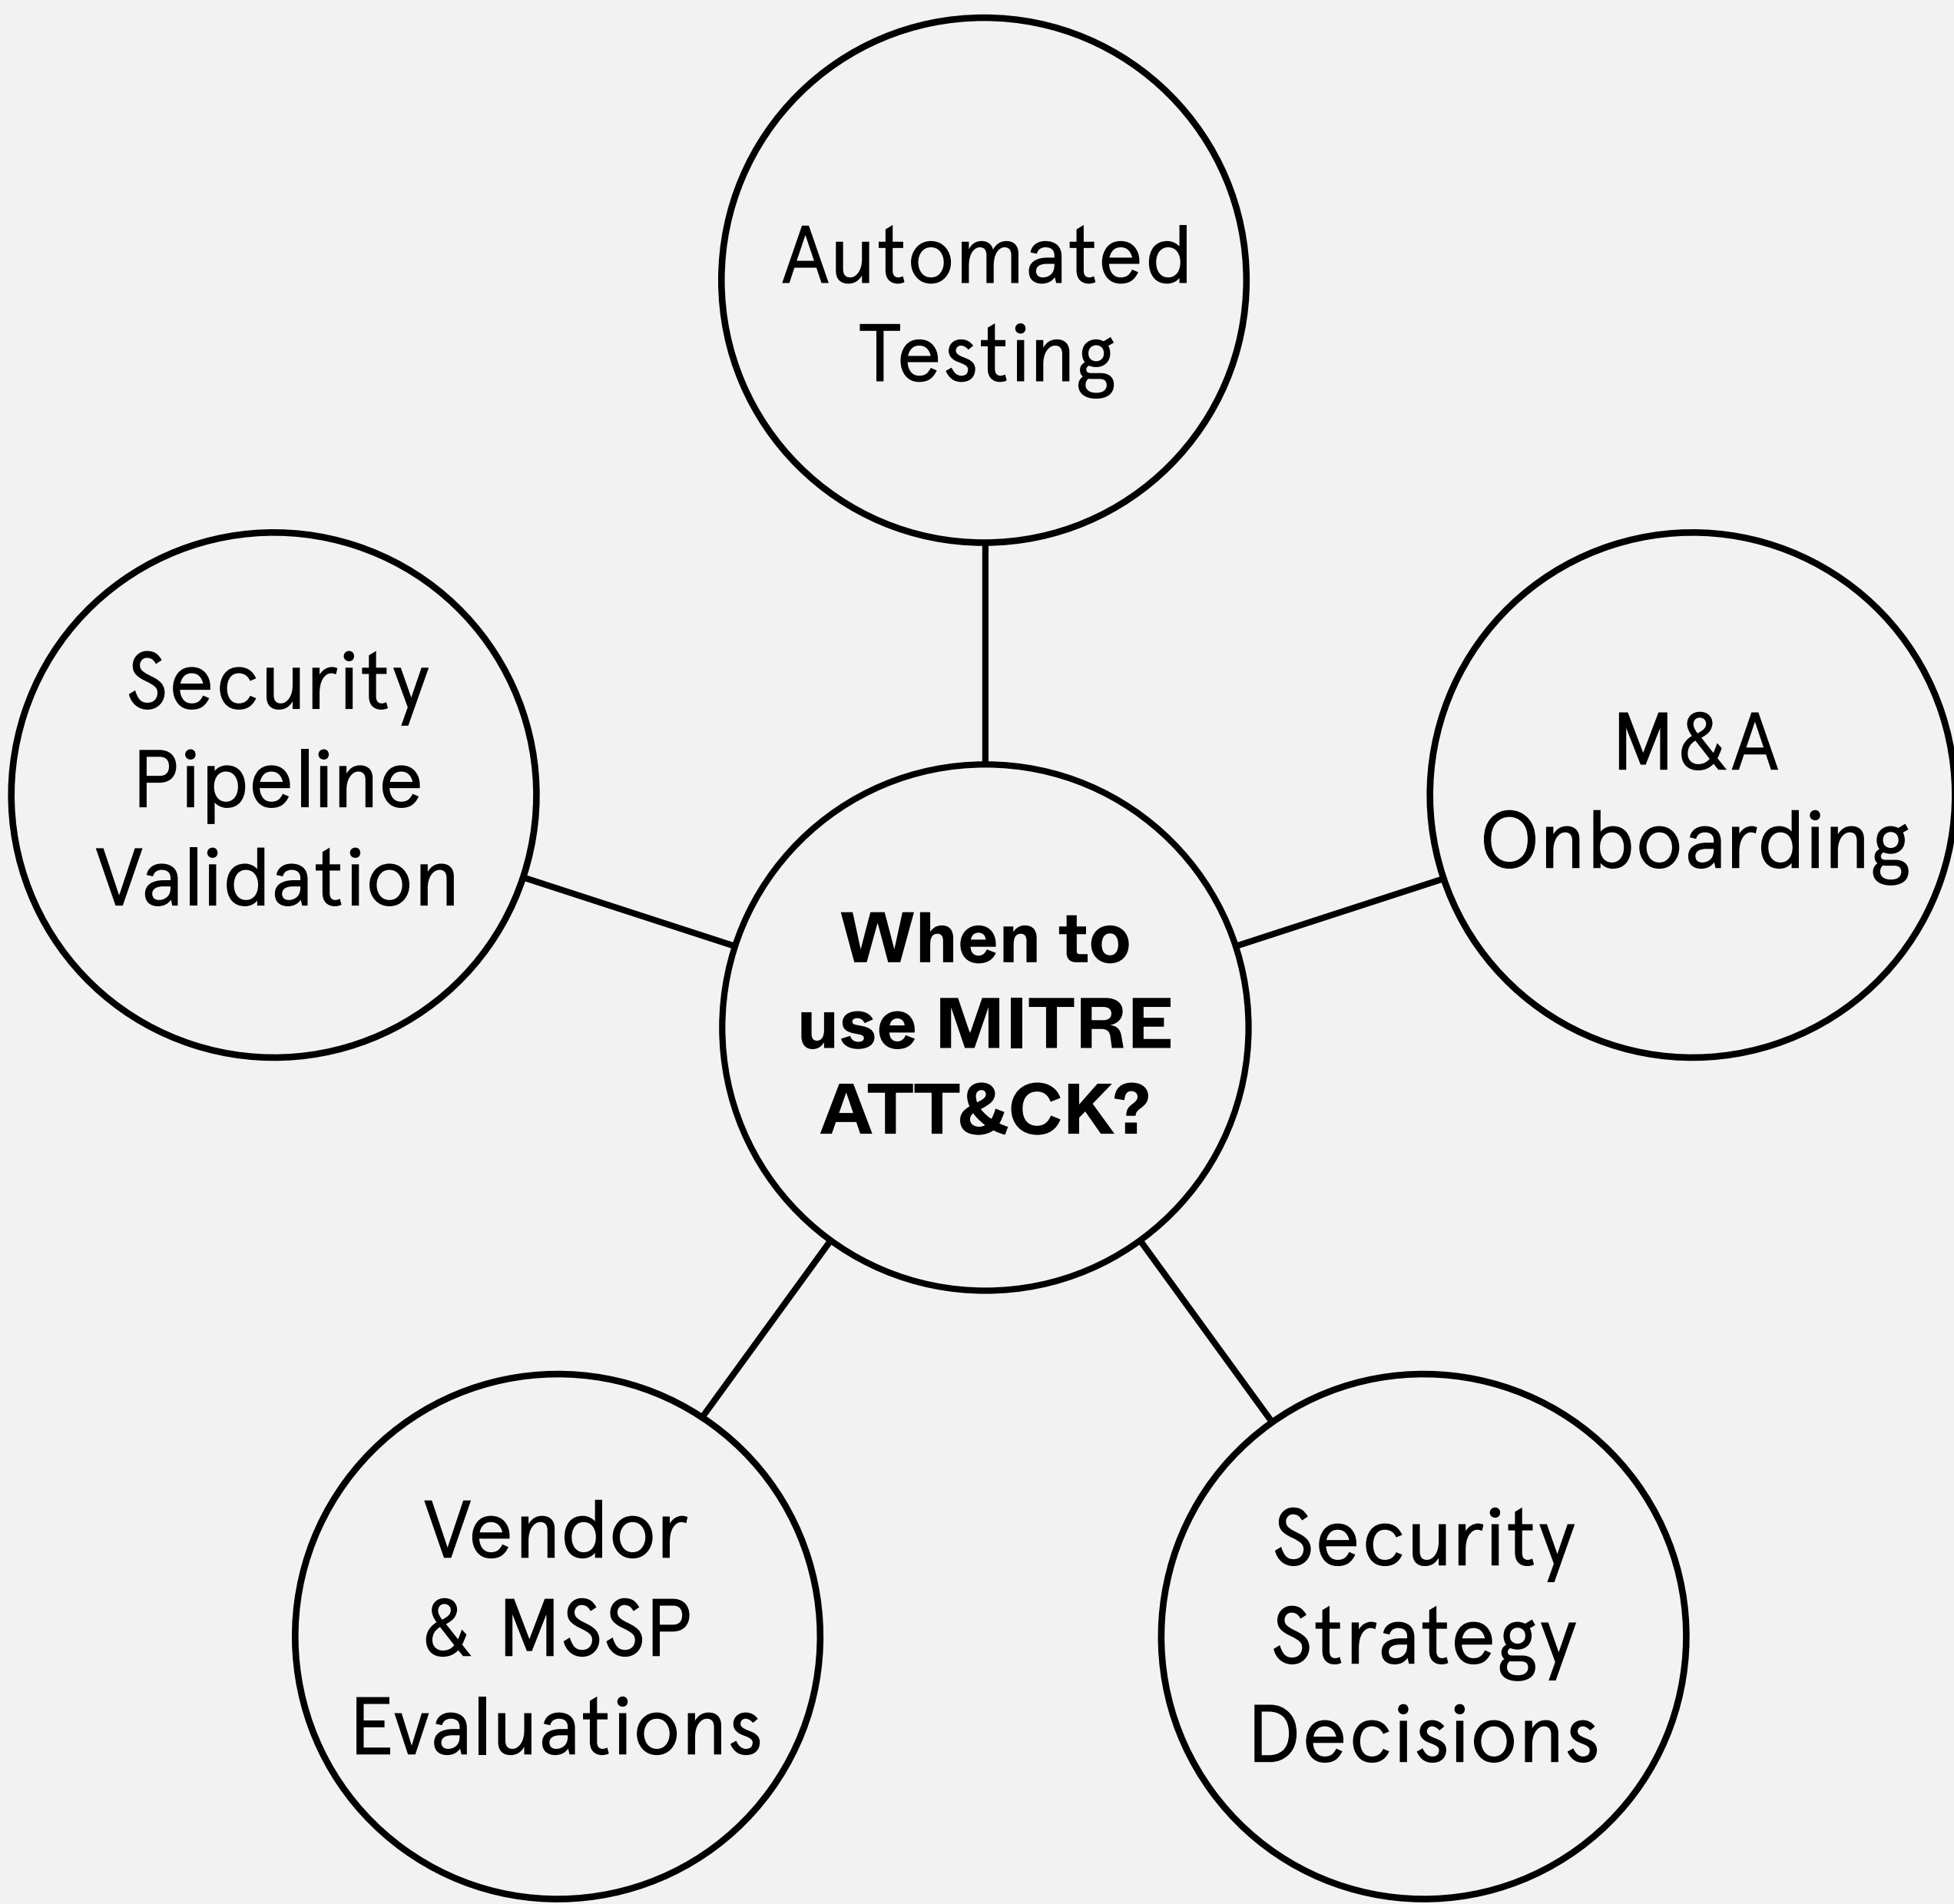 Automated
Testing
Security
Pipeline
Validation
M&A
Onboarding
When to
use MITRE
ATT&CK?
Vendor
& MSSP
Evaluations
Security
Strategy
Decisions